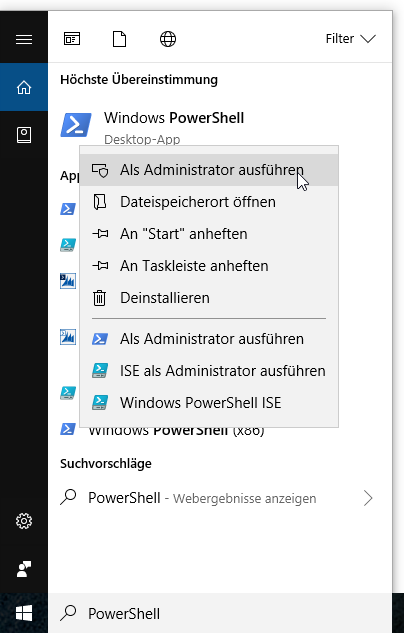 Filter
Höchste Übereinstimmung
Windows PowerShell
Desktop-App
Als Administrator ausführen
Dateispeicherort öffnen
An "Start" anheften
An Taskleiste anheften
Deinstallieren
Als Administrator ausführen
ISE als Administrator ausführen
Windows PowerShell ISE
Windows PowerShell (x86)
Suchvorschläge
PowerShell - Webergebnisse anzeigen
PowerShell